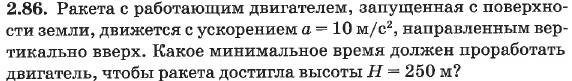 2.86. Ракета с работающим двигателем, запущенная с поверхно-
сти земли, движется с ускорением a = 10 м/с², направленным вер-
тикально вверх. Какое минимальное время должен проработать
двигатель, чтобы ракета достигла высоты H = 250 м?